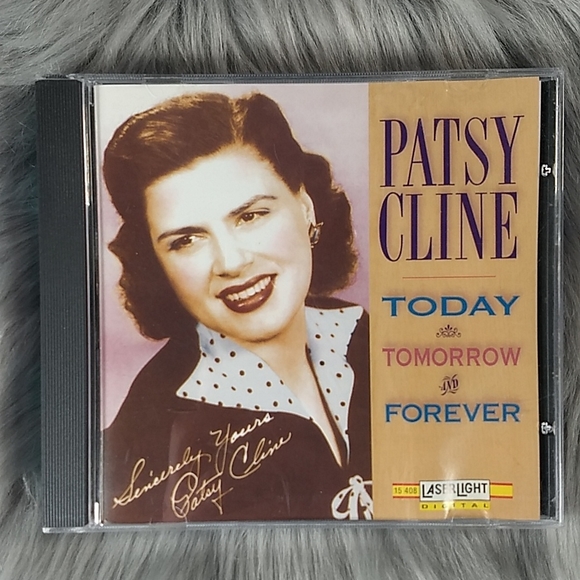 PATSY
CLINE
TODAY
TOMORROW
AND
FOREVER
Sincerely Yours
Patsy Cline
15 408 LASERLIGHT
DIGITAL